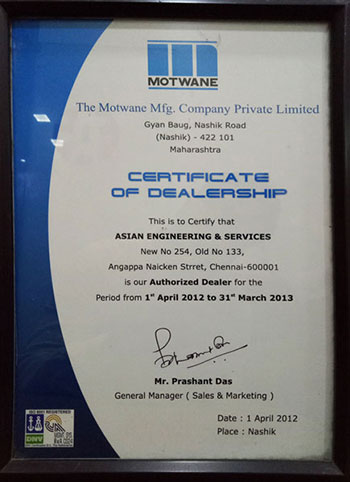 MOTWANE
The Motwane Mfg. Company Private Limited
Gyan Baug, Nashik Road
(Nashik) - 422 101
Maharashtra
CERTIFICATE
OF DEALERSHIP
This is to Certify that
ASIAN ENGINEERING & SERVICES
New No 254, Old No 133,
Angappa Naicken Strret, Chennai-600001
is our Authorized Dealer for the
Period from 1st April 2012 to 31st March 2013
Mr. Prashant Das
General Manager ( Sales & Marketing )
Date : 1 April 2012
Place : Nashik
DNV